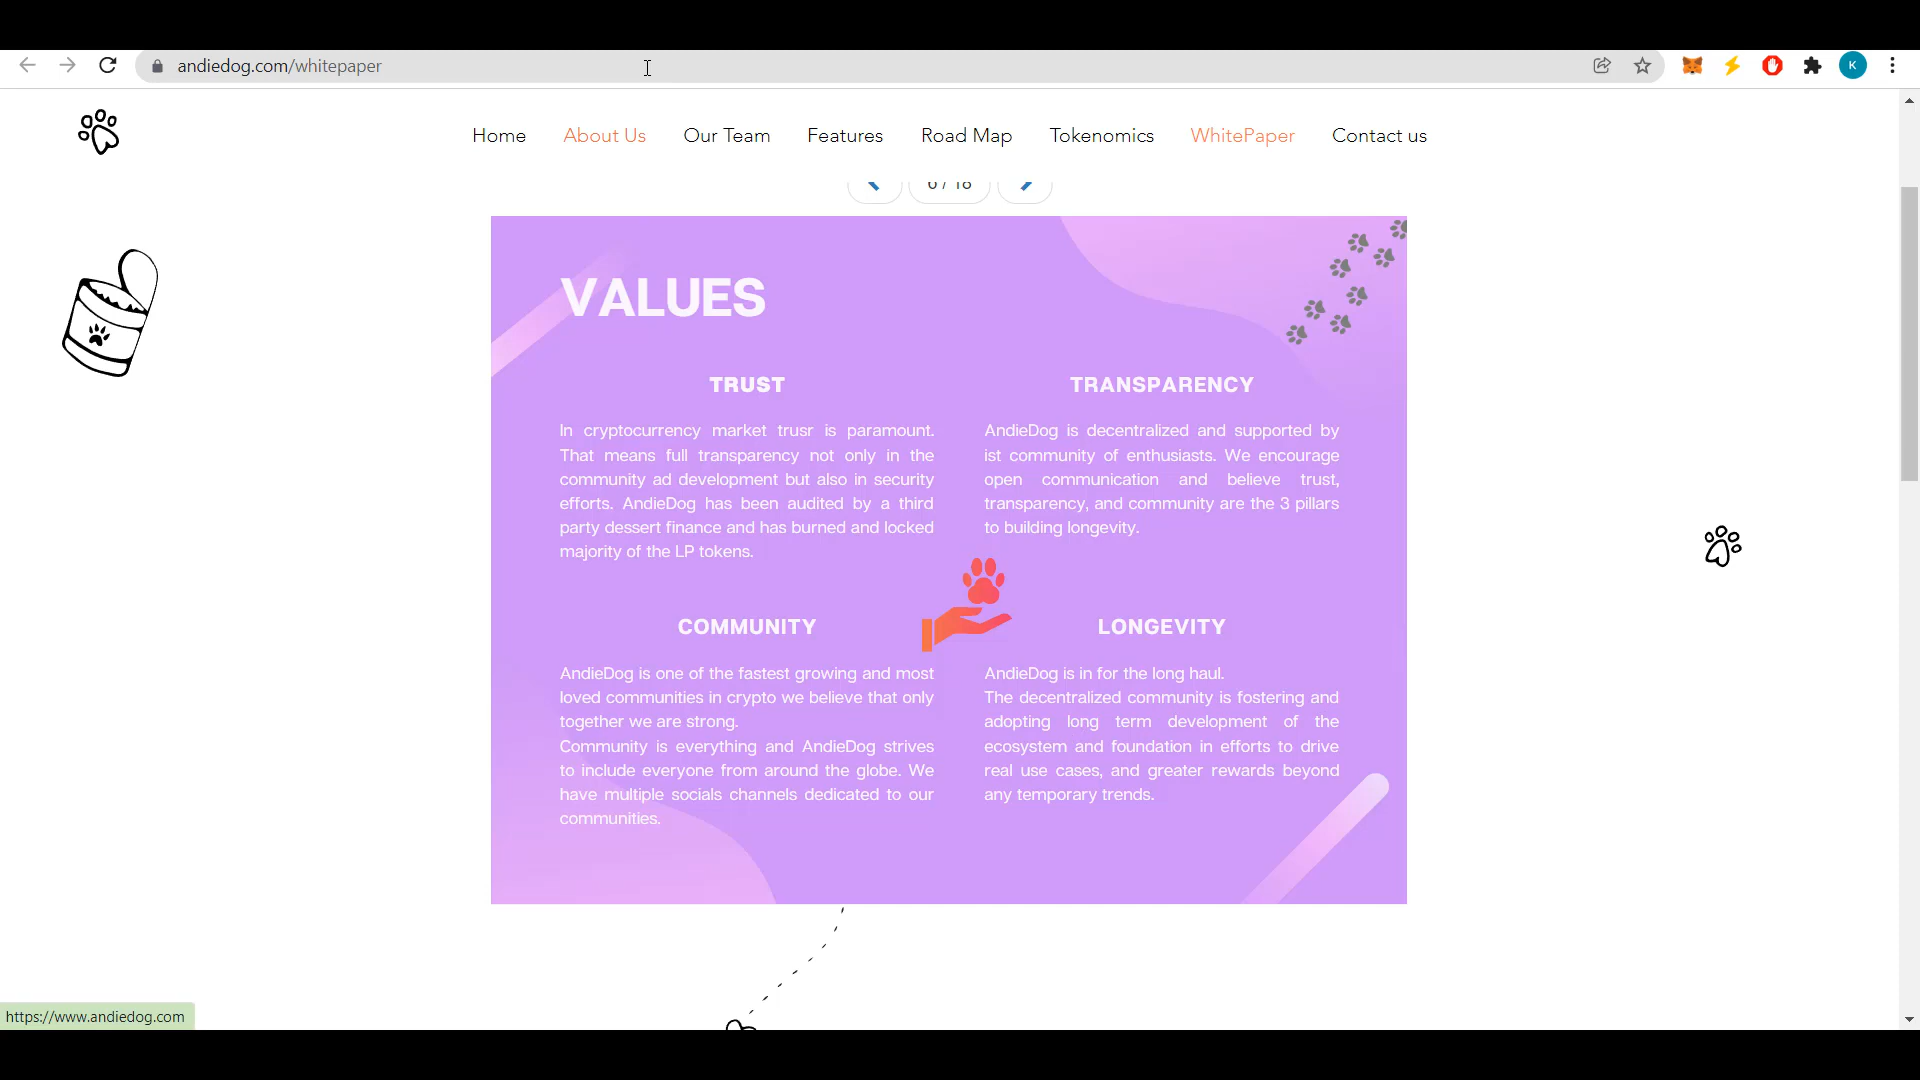 andiedog.com/whitepaper
K
Home About Us Our Team Features Road Map Tokenomics WhitePaper Contact us
6 / 18
VALUES
TRUST
In cryptocurrency market trusr is paramount.
That means full transparency not only in the
community ad development but also in security
efforts. AndieDog has been audited by a third
party dessert finance and has burned and locked
majority of the LP tokens.
TRANSPARENCY
AndieDog is decentralized and supported by
ist community of enthusiasts. We encourage
open communication and believe trust,
transparency, and community are the 3 pillars
to building longevity.
COMMUNITY
AndieDog is one of the fastest growing and most
loved communities in crypto we believe that only
together we are strong.
Community is everything and AndieDog strives
to include everyone from around the globe. We
have multiple socials channels dedicated to our
communities.
LONGEVITY
AndieDog is in for the long haul.
The decentralized community is fostering and
adopting long term development of the
ecosystem and foundation in efforts to drive
real use cases, and greater rewards beyond
any temporary trends.
https://www.andiedog.com